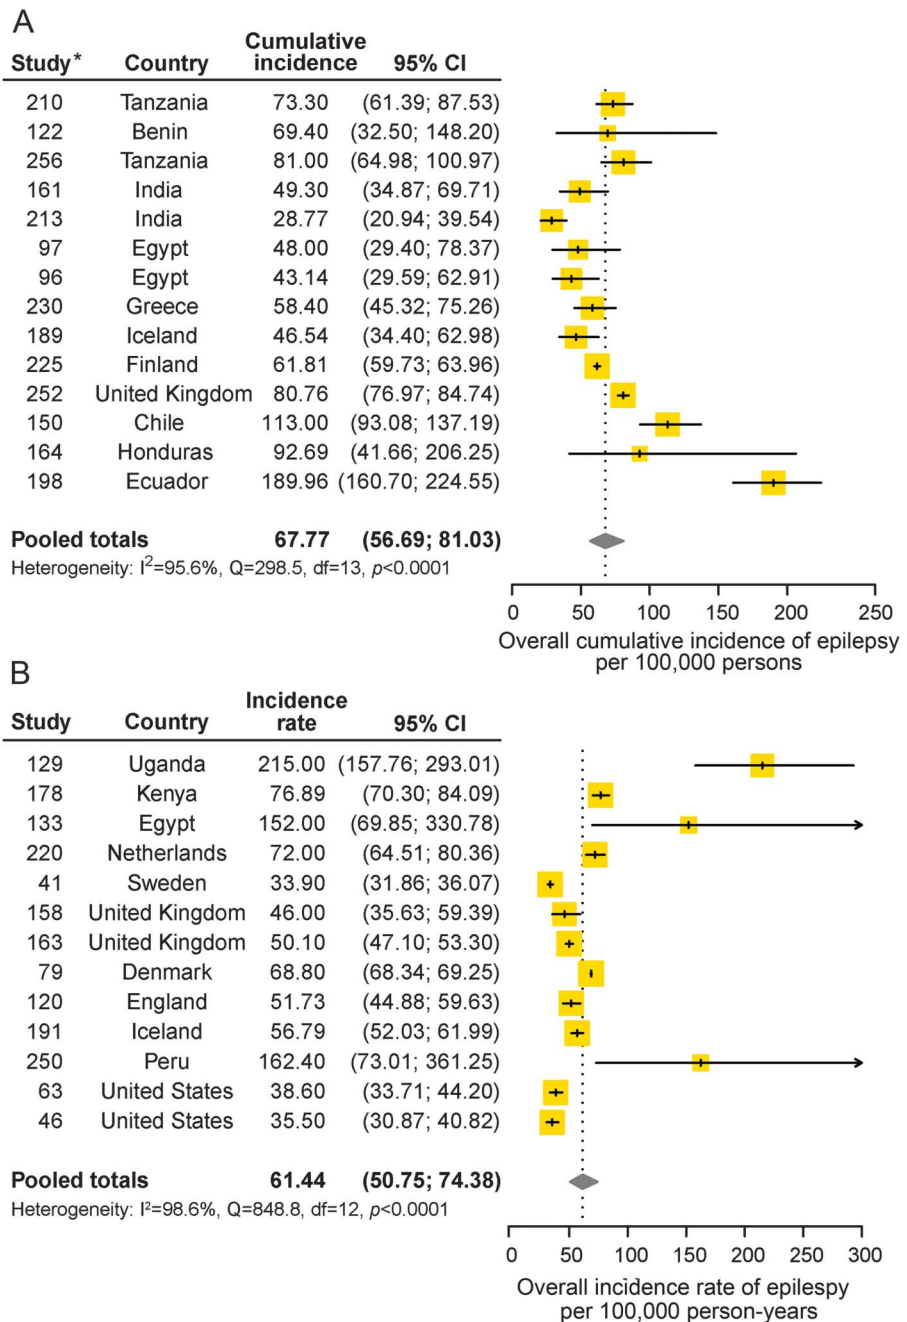 A
Study* Country Cumulative incidence 95% CI
210 Tanzania 73.30 (61.39; 87.53)
122 Benin 69.40 (32.50; 148.20)
256 Tanzania 81.00 (64.98; 100.97)
161 India 49.30 (34.87; 69.71)
213 India 28.77 (20.94; 39.54)
97 Egypt 48.00 (29.40; 78.37)
96 Egypt 43.14 (29.59; 62.91)
230 Greece 58.40 (45.32; 75.26)
189 Iceland 46.54 (34.40; 62.98)
225 Finland 61.81 (59.73; 63.96)
252 United Kingdom 80.76 (76.97; 84.74)
150 Chile 113.00 (93.08; 137.19)
164 Honduras 92.69 (41.66; 206.25)
198 Ecuador 189.96 (160.70; 224.55)
Pooled totals 67.77 (56.69; 81.03)
Heterogeneity: I²=95.6%, Q=298.5, df=13, p<0.0001
0 50 100 150 200 250
Overall cumulative incidence of epilepsy
per 100,000 persons
B
Study Country Incidence rate 95% CI
129 Uganda 215.00 (157.76; 293.01)
178 Kenya 76.89 (70.30; 84.09)
133 Egypt 152.00 (69.85; 330.78)
220 Netherlands 72.00 (64.51; 80.36)
41 Sweden 33.90 (31.86; 36.07)
158 United Kingdom 46.00 (35.63; 59.39)
163 United Kingdom 50.10 (47.10; 53.30)
79 Denmark 68.80 (68.34; 69.25)
120 England 51.73 (44.88; 59.63)
191 Iceland 56.79 (52.03; 61.99)
250 Peru 162.40 (73.01; 361.25)
63 United States 38.60 (33.71; 44.20)
46 United States 35.50 (30.87; 40.82)
Pooled totals 61.44 (50.75; 74.38)
Heterogeneity: I²=98.6%, Q=848.8, df=12, p<0.0001
0 50 100 150 200 250 300
Overall incidence rate of epilespy
per 100,000 person-years